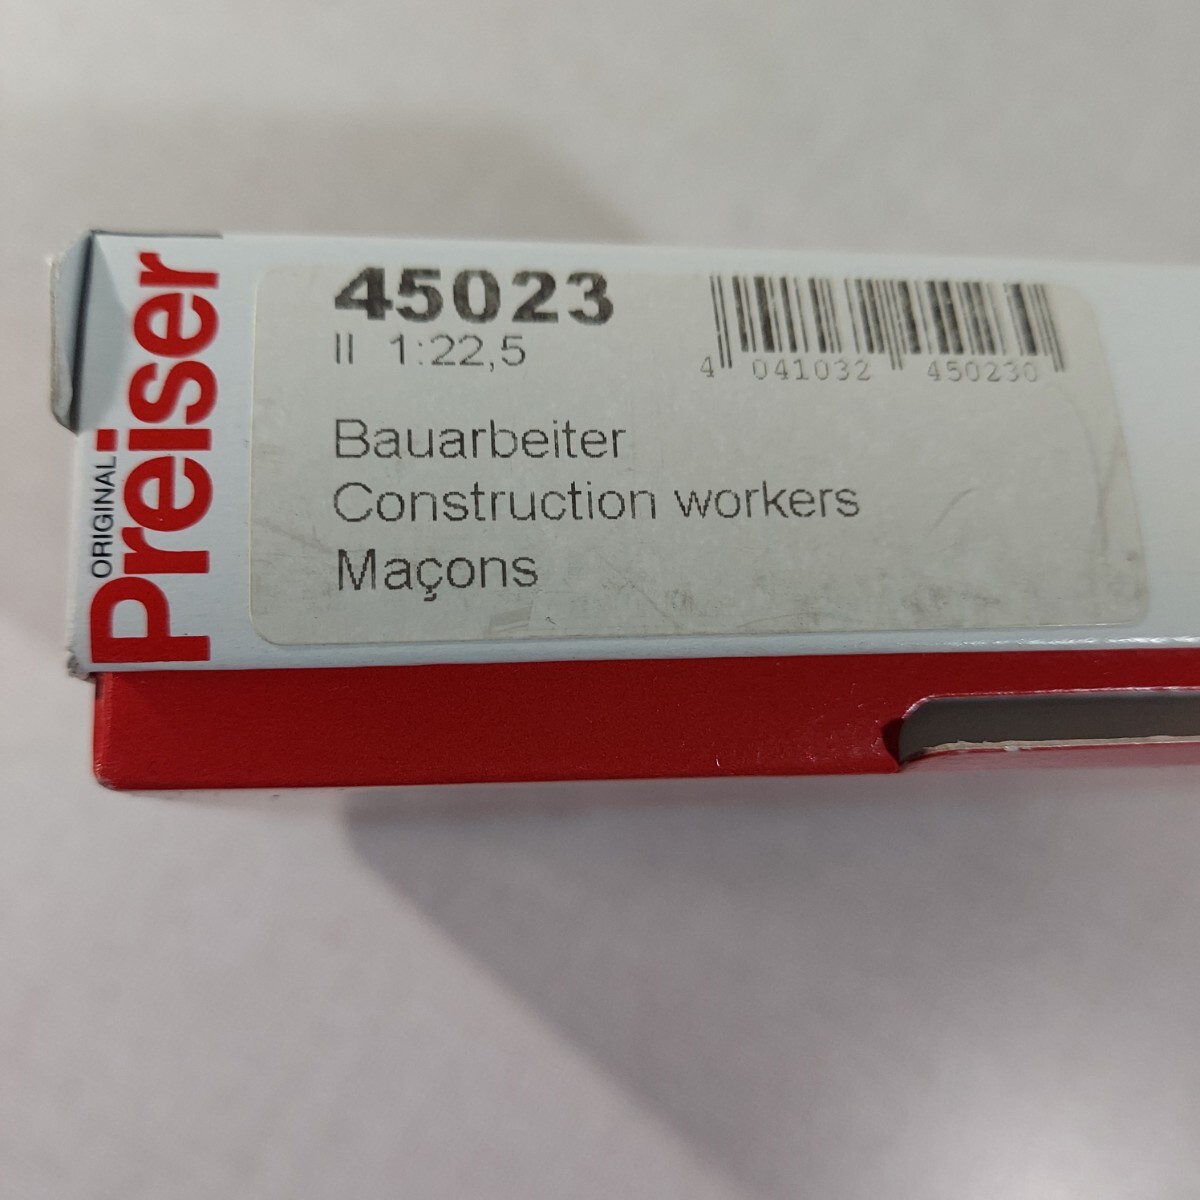 ORIGINAL
Preiser
45023
II 1:22,5
4 041032 450230
Bauarbeiter
Construction workers
Maçons